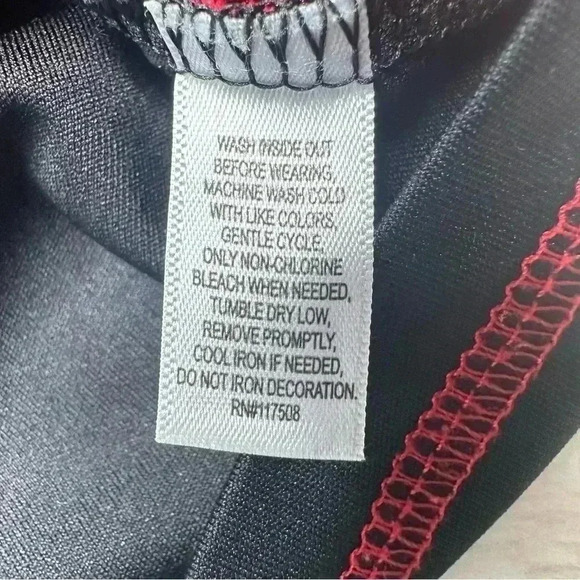 WASH INSIDE OUT
BEFORE WEARING,
MACHINE WASH COLD
WITH LIKE COLORS,
GENTLE CYCLE,
ONLY NON-CHLORINE
BLEACH WHEN NEEDED,
TUMBLE DRY LOW,
REMOVE PROMPTLY,
COOL IRON IF NEEDED,
DO NOT IRON DECORATION.
RN#117508